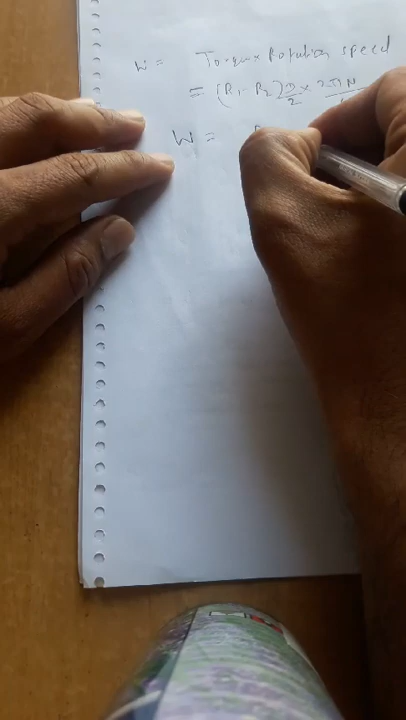 W = Torque x Rotation speed
= (R1 - R2) D/2 x 2πN
W =